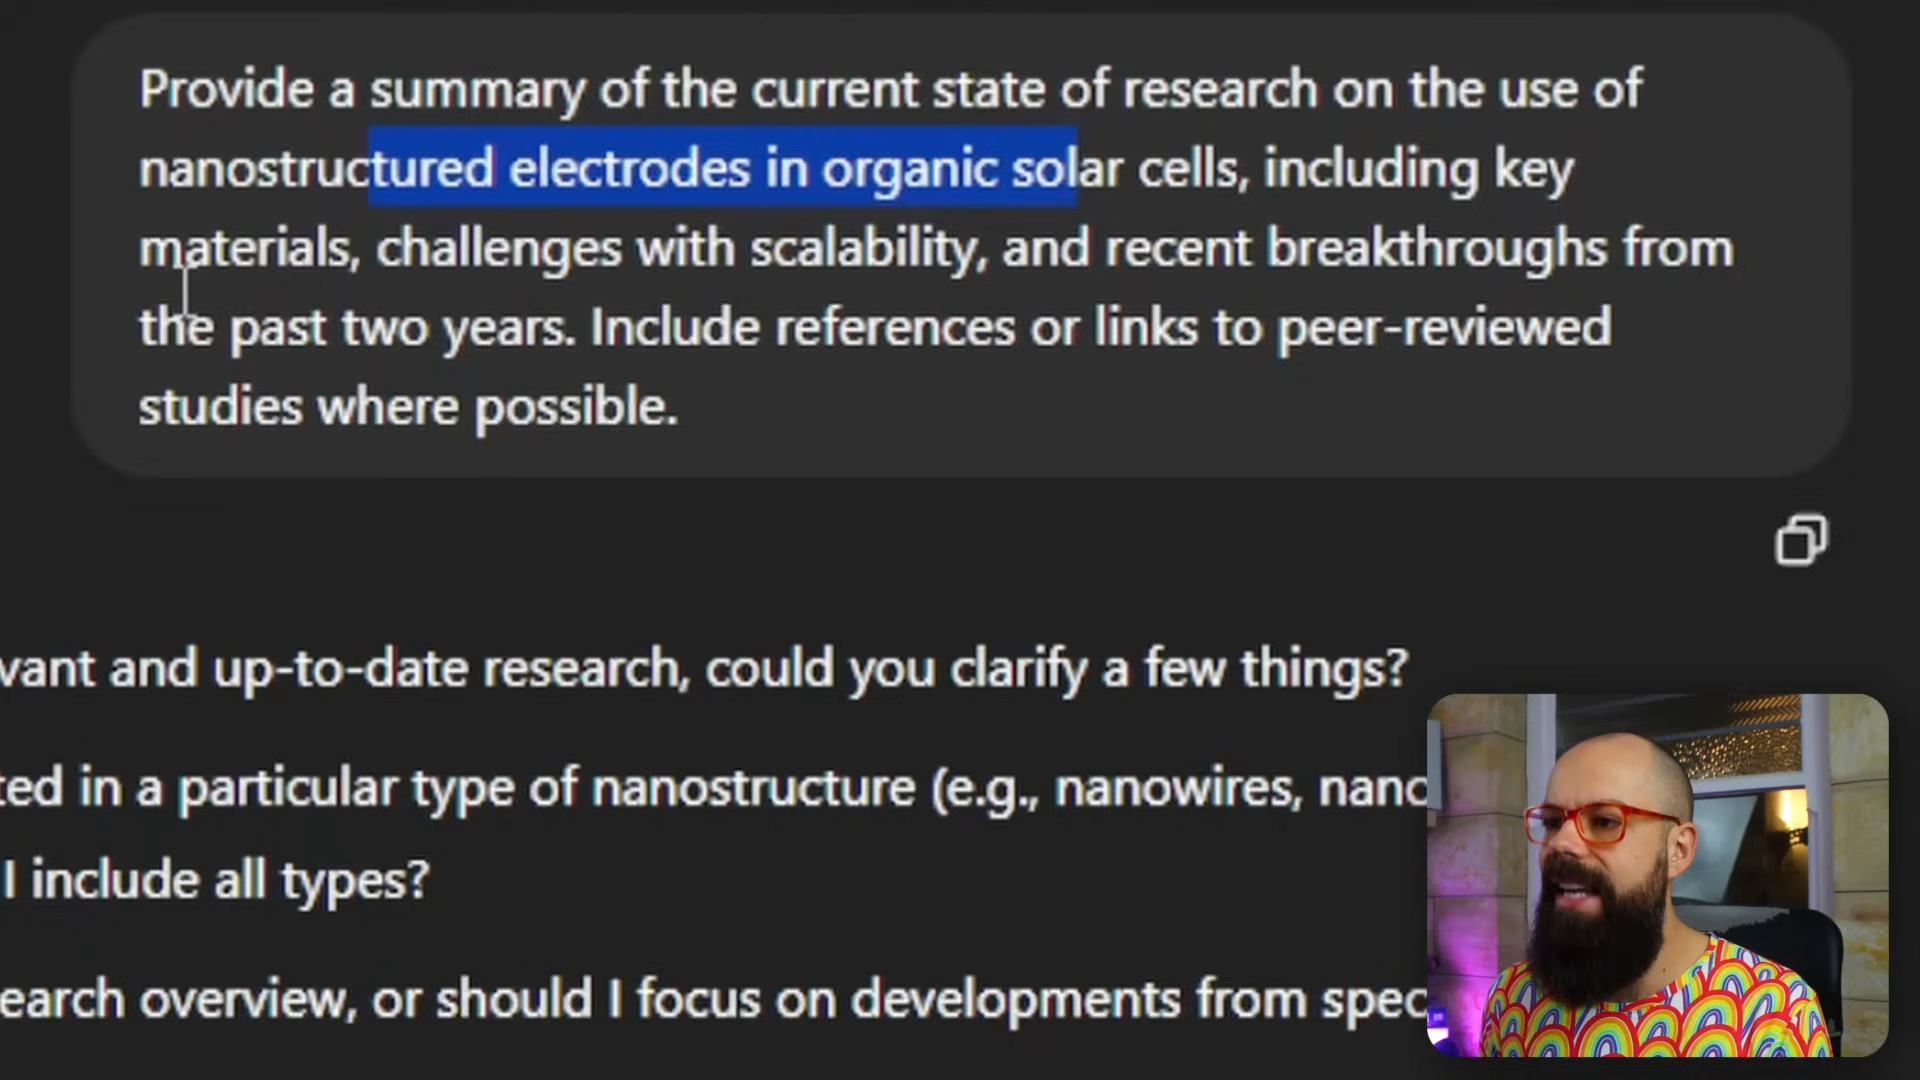 Provide a summary of the current state of research on the use of
nanostructured electrodes in organic solar cells, including key
materials, challenges with scalability, and recent breakthroughs from
the past two years. Include references or links to peer-reviewed
studies where possible.
vant and up-to-date research, could you clarify a few things?
ted in a particular type of nanostructure (e.g., nanowires, nano
I include all types?
earch overview, or should I focus on developments from spec